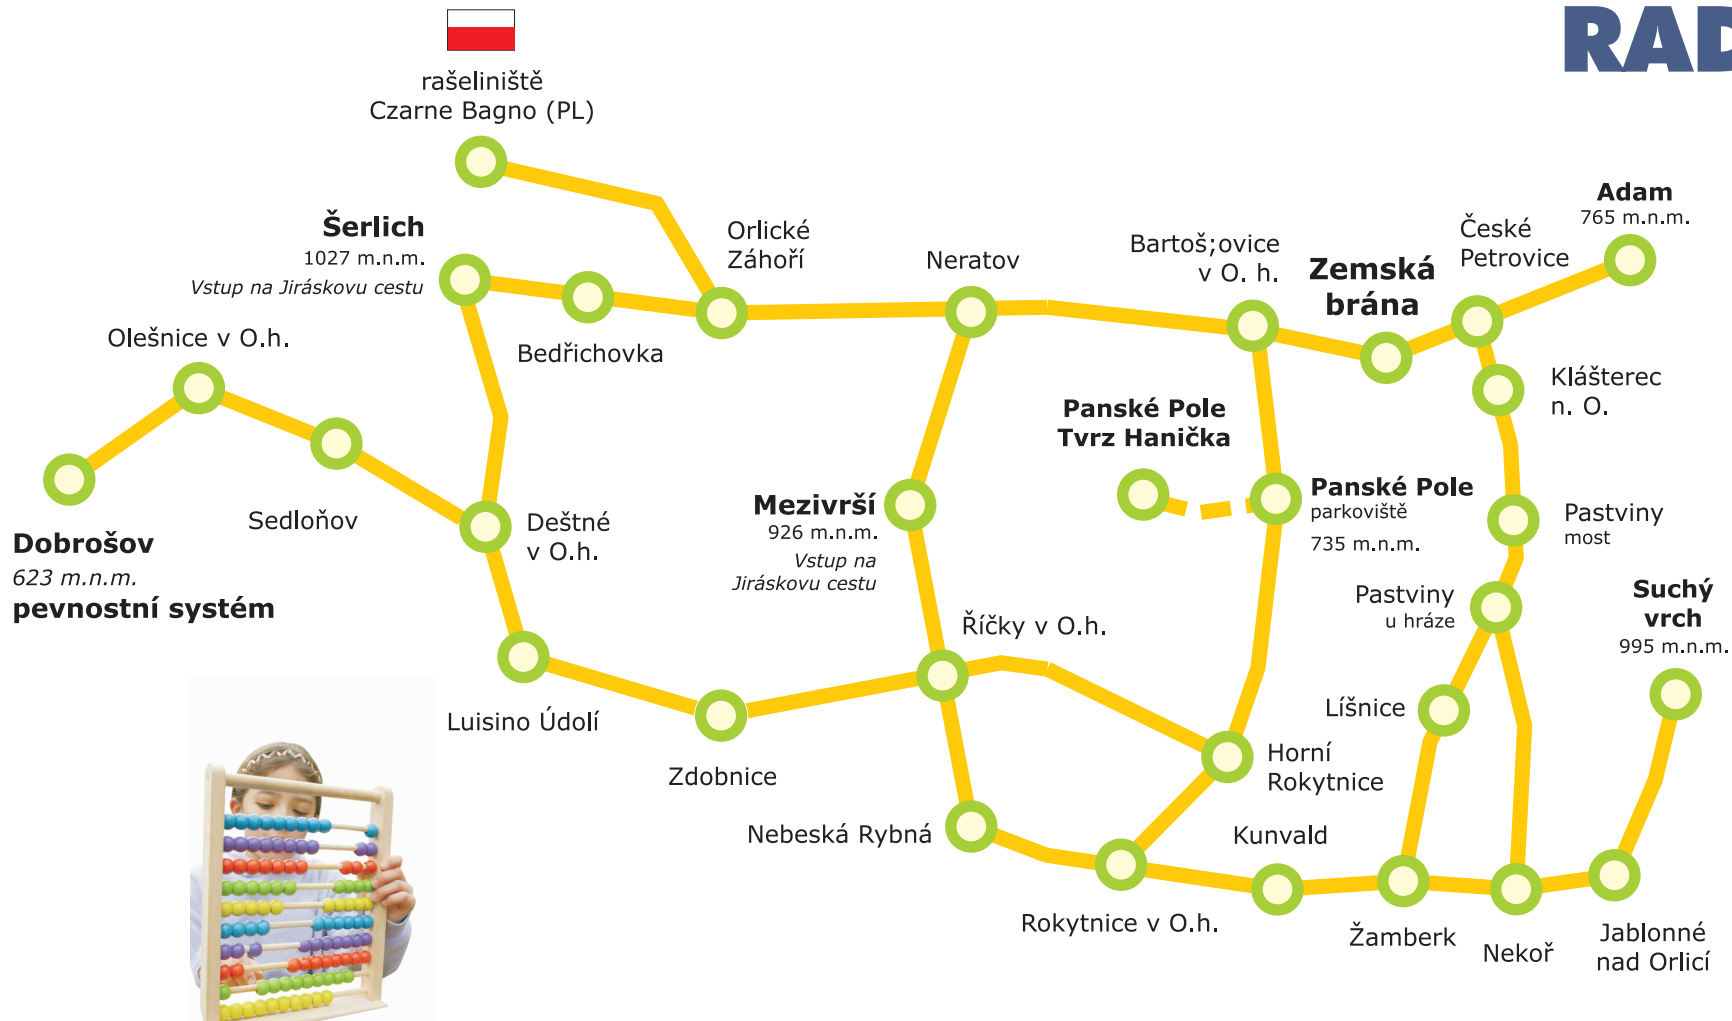 RAD
rašeliniště
Czarne Bagno (PL)
Šerlich
1027 m.n.m.
Vstup na Jiráskovu cestu
Orlické
Záhoří
Neratov
Bartoš;ovice
v O. h.
Zemská
brána
České
Petrovice
Adam
765 m.n.m.
Olešnice v O.h.
Bedřichovka
Klášterec
n. O.
Panské Pole
Tvrz Hanička
Sedloňov
Deštné
v O.h.
Mezivrší
926 m.n.m.
Vstup na
Jiráskovu cestu
Panské Pole
parkoviště
735 m.n.m.
Pastviny
most
Dobrošov
623 m.n.m.
pevnostní systém
Pastviny
u hráze
Suchý
vrch
995 m.n.m.
Říčky v O.h.
Luisino Údolí
Líšnice
Zdobnice
Horní
Rokytnice
Nebeská Rybná
Kunvald
Rokytnice v O.h.
Žamberk
Nekoř
Jablonné
nad Orlicí